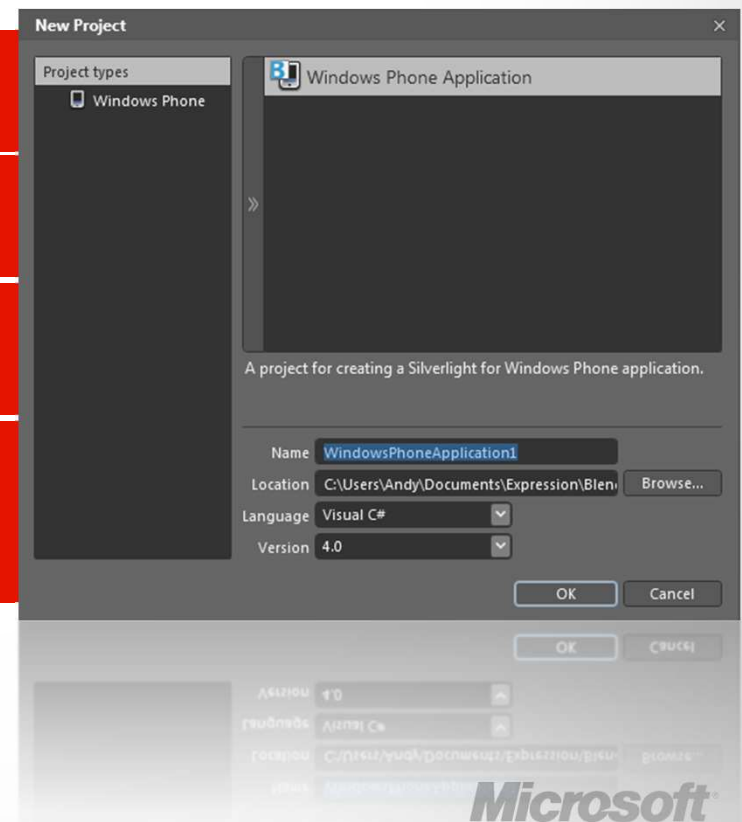 New Project
Project types
Windows Phone
Windows Phone Application
A project for creating a Silverlight for Windows Phone application.
Name WindowsPhoneApplication1
Location C:\Users\Andy\Documents\Expression\Blen Browse...
Language Visual C#
Version 4.0
OK Cancel
Microsoft